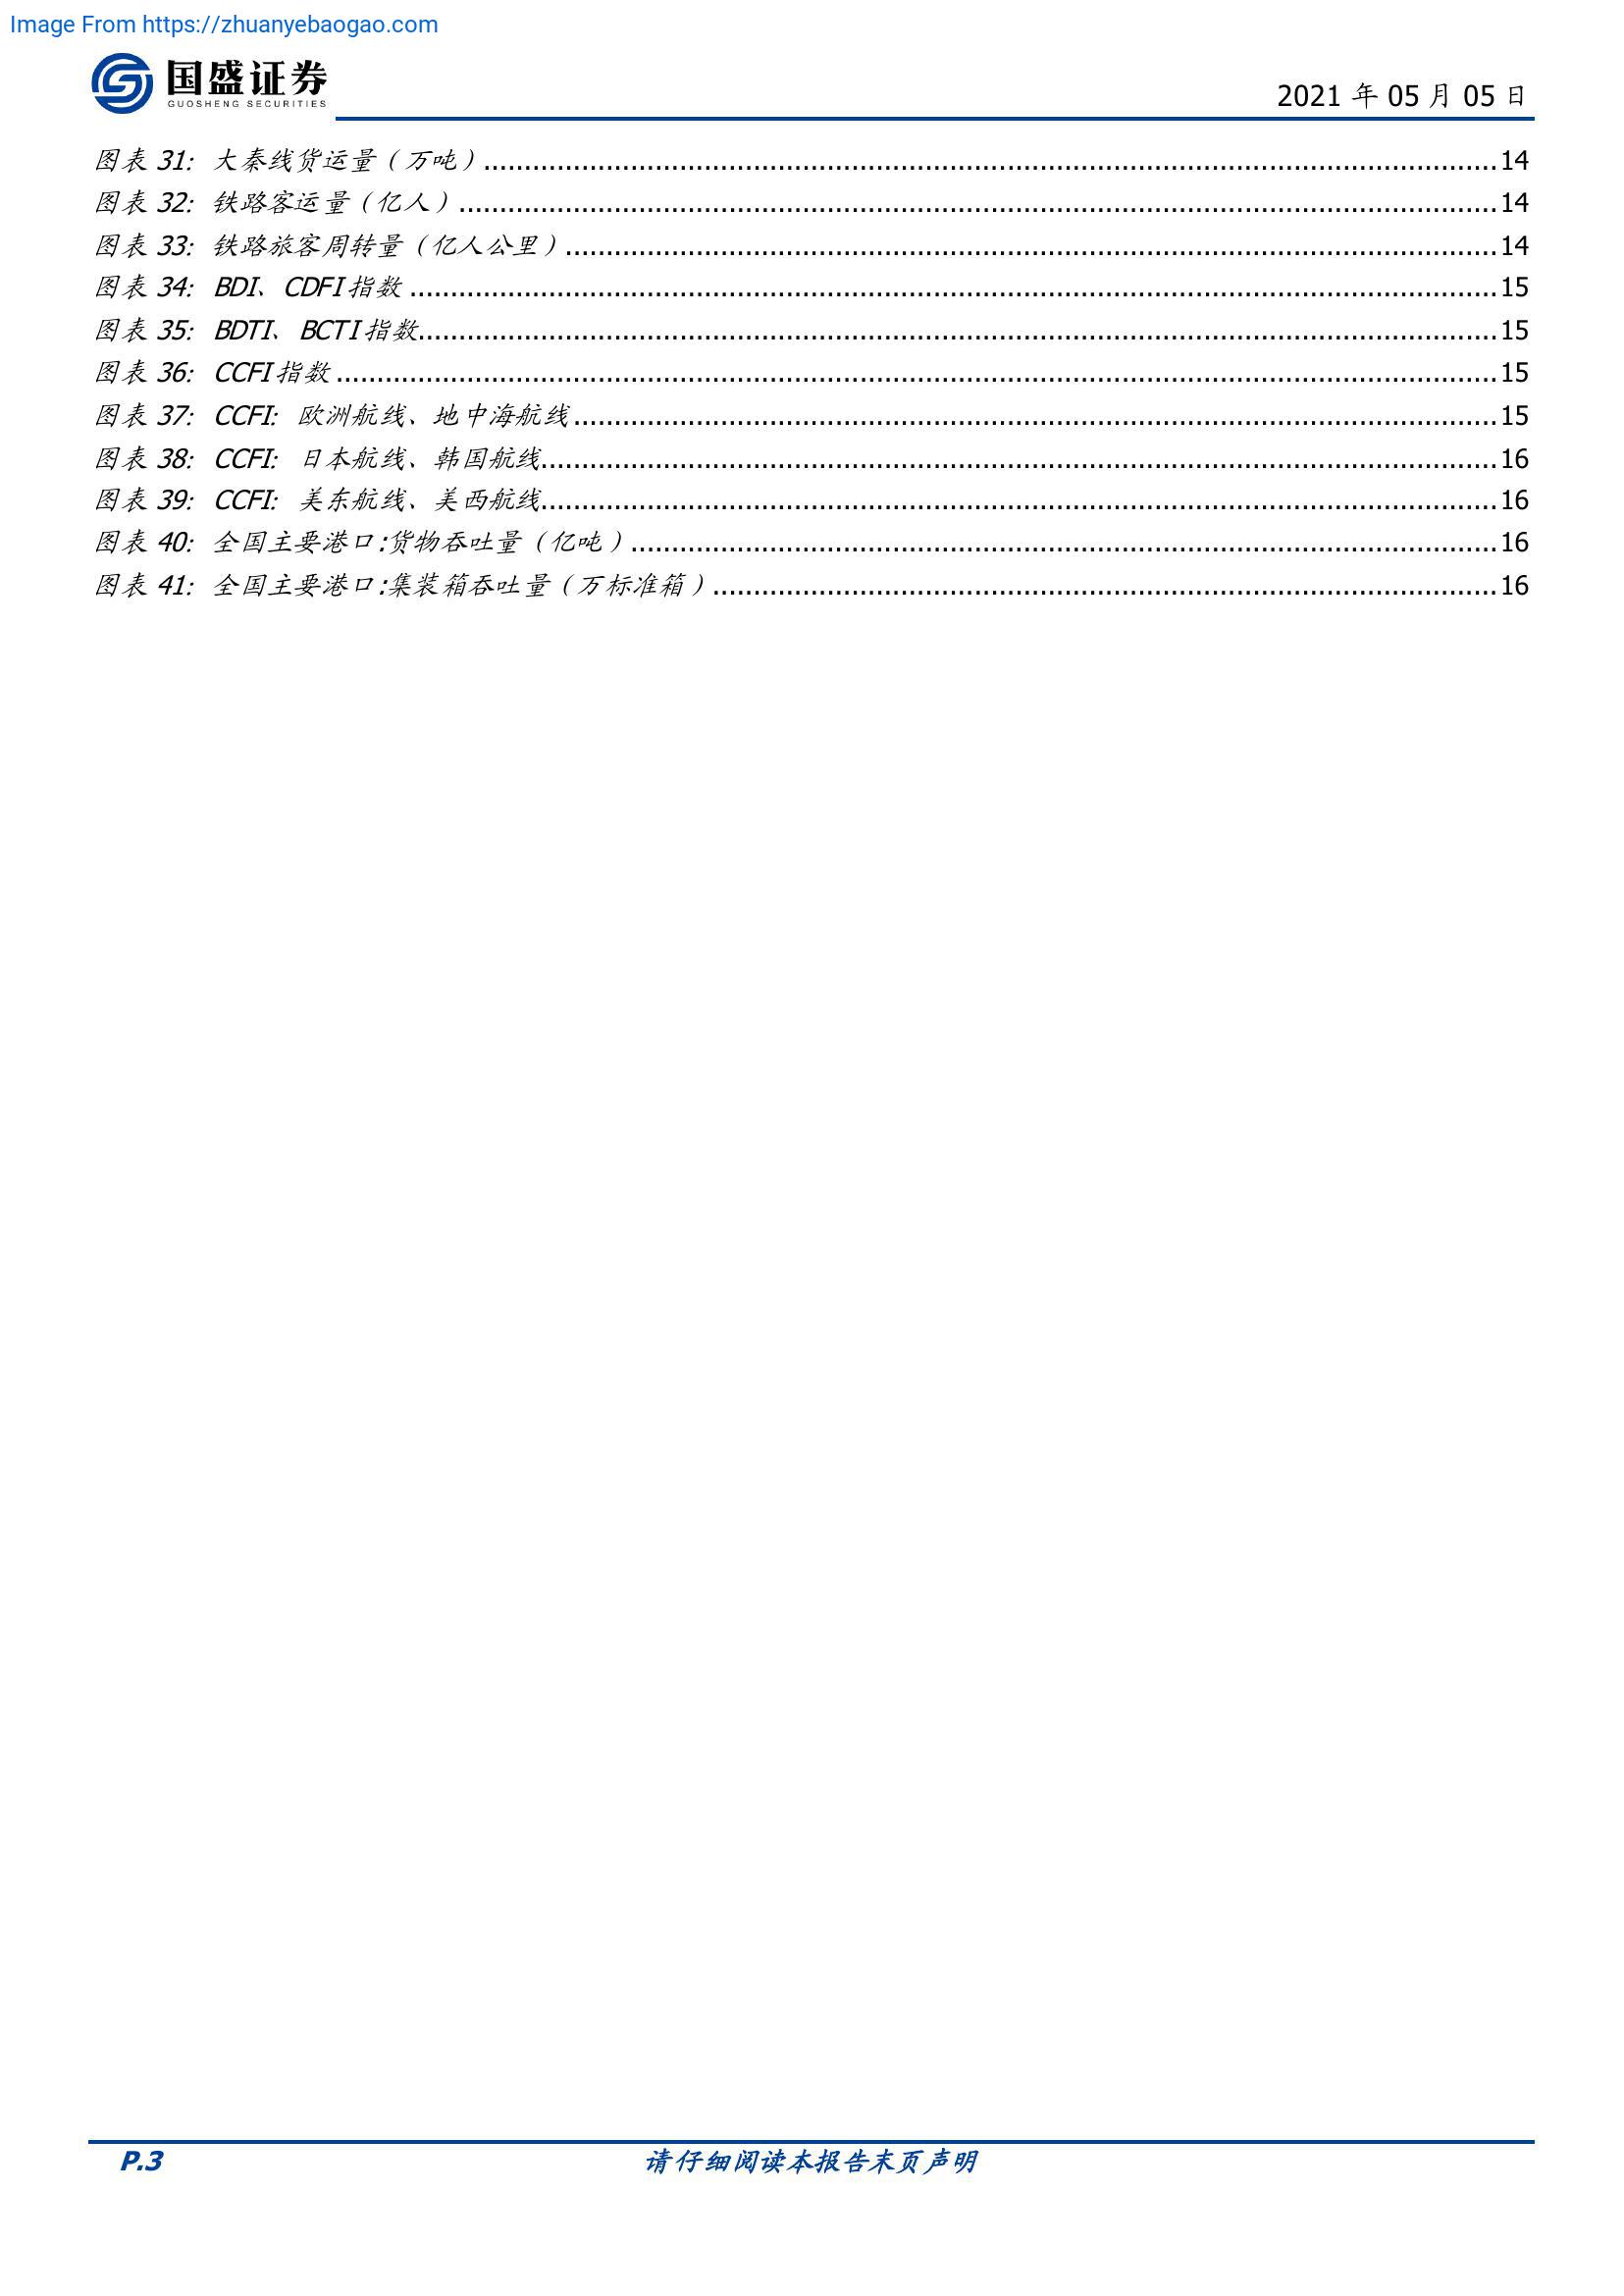 Image From https://zhuanyebaogao.com
国盛证券
GUOSHENG SECURITIES
2021 年 05 月 05 日
图表 31: 大秦线货运量（万吨）..........14
图表 32: 铁路客运量（亿人）..........14
图表 33: 铁路旅客周转量（亿人公里）..........14
图表 34: BDI、CDFI 指数..........15
图表 35: BDTI、BCTI 指数..........15
图表 36: CCFI 指数..........15
图表 37: CCFI: 欧洲航线、地中海航线..........15
图表 38: CCFI: 日本航线、韩国航线..........16
图表 39: CCFI: 美东航线、美西航线..........16
图表 40: 全国主要港口:货物吞吐量（亿吨）..........16
图表 41: 全国主要港口:集装箱吞吐量（万标准箱）..........16
P.3
请仔细阅读本报告末页声明